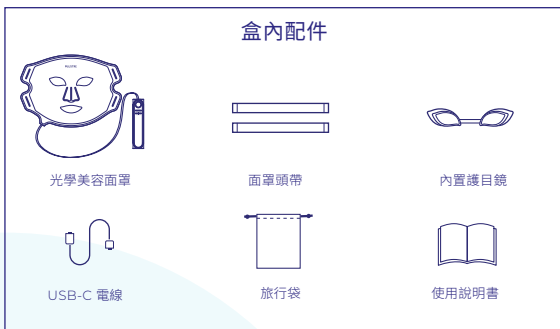 盒內配件
光學美容面罩
面罩頭帶
內置護目鏡
USB-C 電線
旅行袋
使用說明書